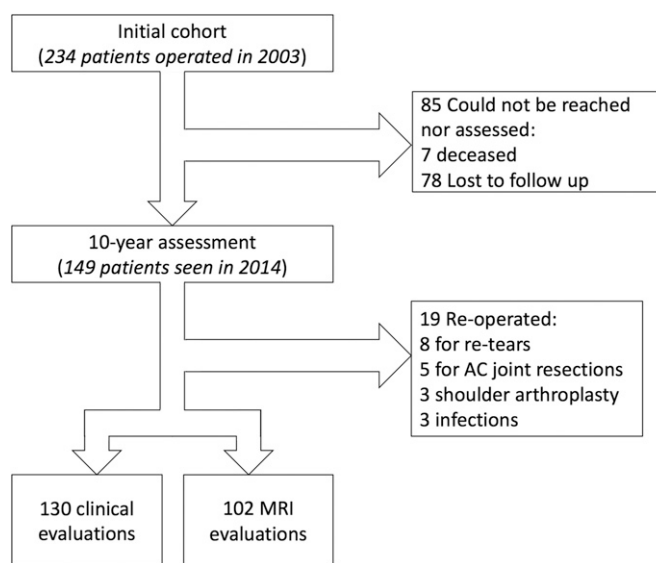 Initial cohort
(234 patients operated in 2003)
85 Could not be reached
nor assessed:
7 deceased
78 Lost to follow up
10-year assessment
(149 patients seen in 2014)
19 Re-operated:
8 for re-tears
5 for AC joint resections
3 shoulder arthroplasty
3 infections
130 clinical
evaluations
102 MRI
evaluations